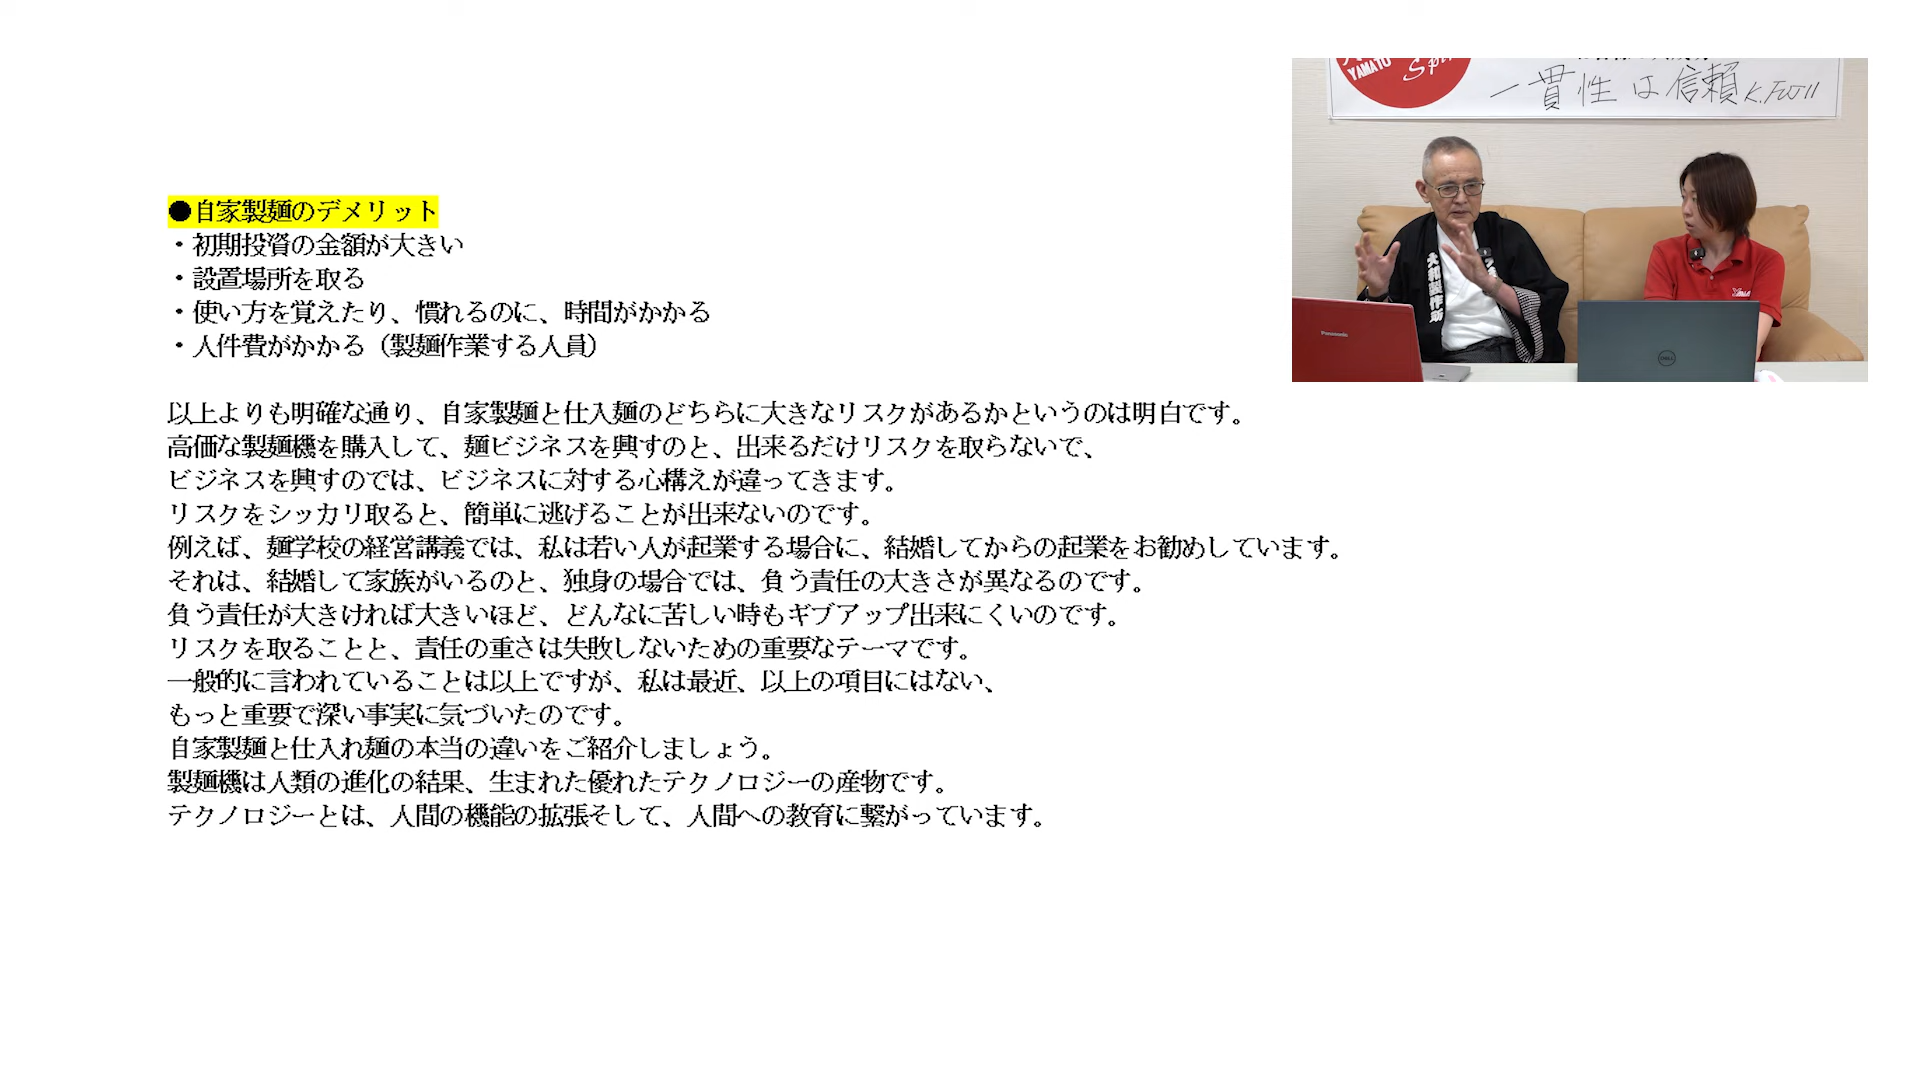 ●自家製麺のデメリット
・初期投資の金額が大きい
・設置場所を取る
・使い方を覚えたり、慣れるのに、時間がかかる
・人件費がかかる（製麺作業する人員）
以上よりも明確な通り、自家製麺と仕入麺のどちらに大きなリスクがあるかというのは明白です。
高価な製麺機を購入して、麺ビジネスを興すのと、出来るだけリスクを取らないで、
ビジネスを興すのでは、ビジネスに対する心構えが違ってきます。
リスクをシッカリ取ると、簡単に逃げることが出来ないのです。
例えば、麺学校の経営講義では、私は若い人が起業する場合に、結婚してからの起業をお勧めしています。
それは、結婚して家族がいるのと、独身の場合では、負う責任の大きさが異なるのです。
負う責任が大きければ大きいほど、どんなに苦しい時もギブアップ出来にくいのです。
リスクを取ることと、責任の重さは失敗しないための重要なテーマです。
一般的に言われていることは以上ですが、私は最近、以上の項目にはない、
もっと重要で深い事実に気づいたのです。
自家製麺と仕入れ麺の本当の違いをご紹介しましょう。
製麺機は人類の進化の結果、生まれた優れたテクノロジーの産物です。
テクノロジーとは、人間の機能の拡張そして、人間への教育に繋がっています。
YAMATO
一貫性は信頼 K.FUJII
大和製作所
Panasonic
DELL